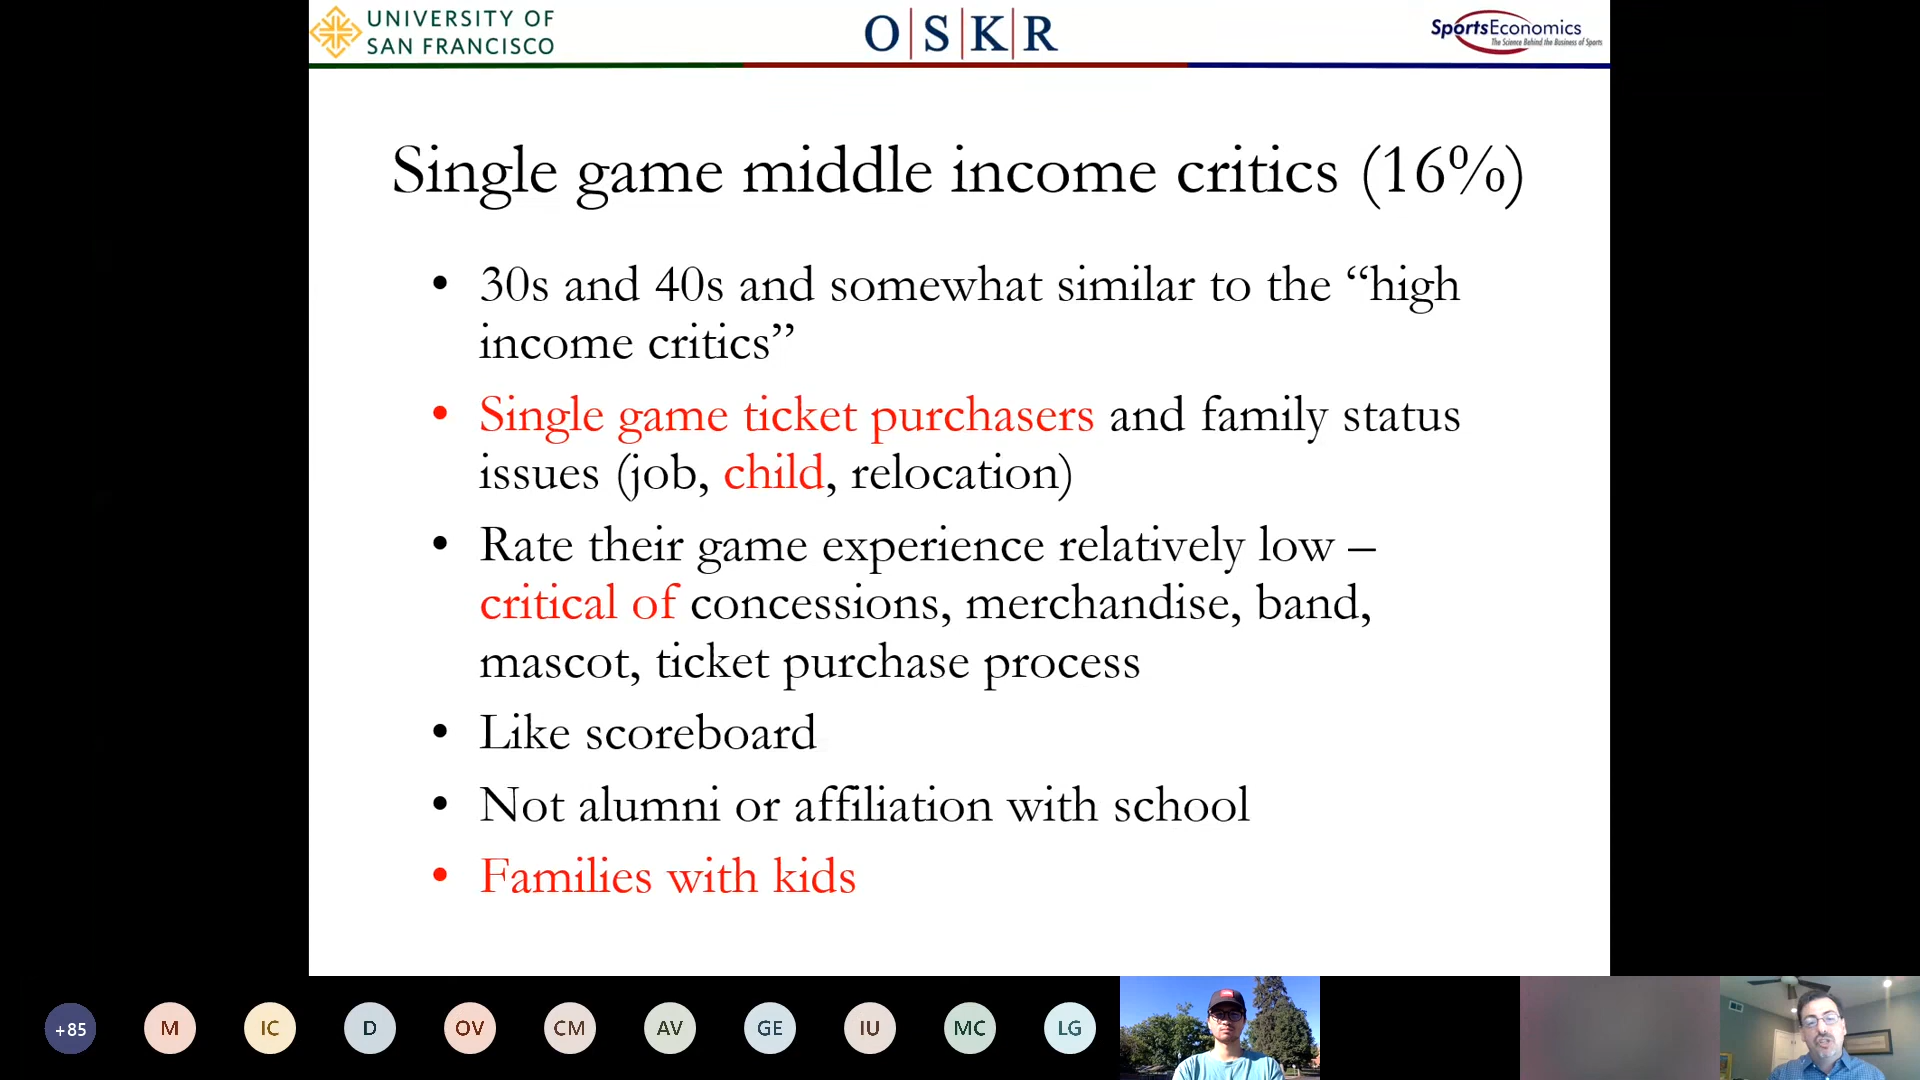 UNIVERSITY OF
SAN FRANCISCO
O|S|K|R
SportsEconomics
The Science Behind the Business of Sports
Single game middle income critics (16%)
• 30s and 40s and somewhat similar to the “high
income critics”
• Single game ticket purchasers and family status
issues (job, child, relocation)
• Rate their game experience relatively low –
critical of concessions, merchandise, band,
mascot, ticket purchase process
• Like scoreboard
• Not alumni or affiliation with school
• Families with kids
+85 M IC D OV CM AV GE IU MC LG